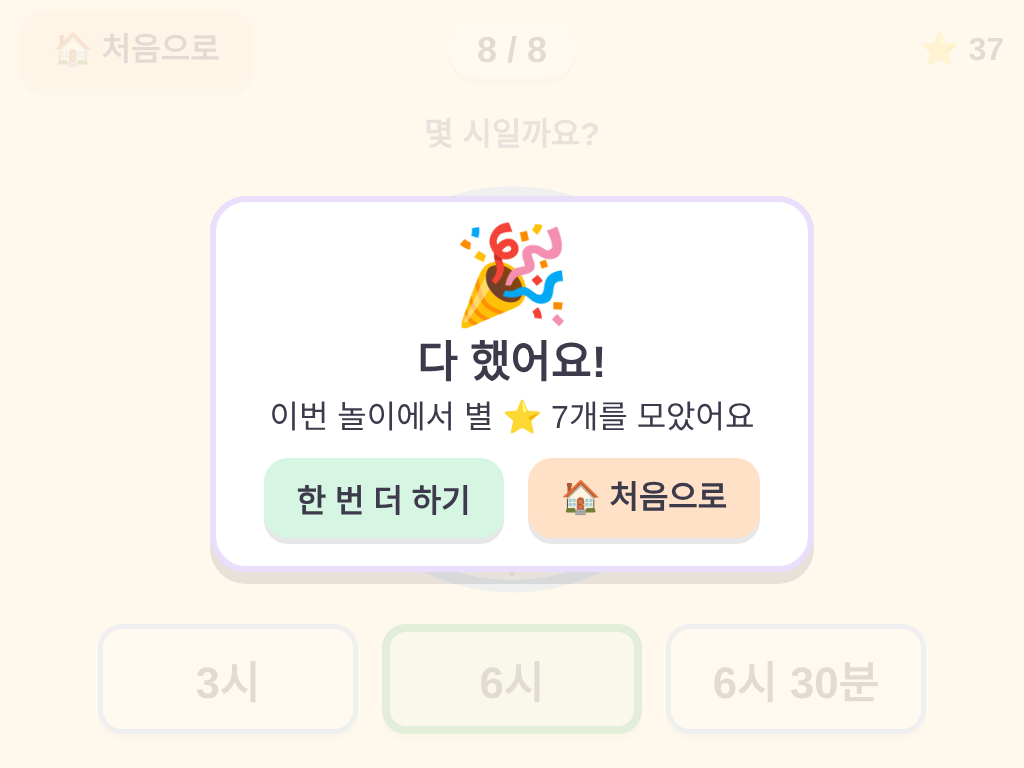 🏠 처음으로
8 / 8
⭐ 37
몇 시일까요?
다 했어요!
이번 놀이에서 별 ⭐ 7개를 모았어요
한 번 더 하기
🏠 처음으로
3시
6시
6시 30분